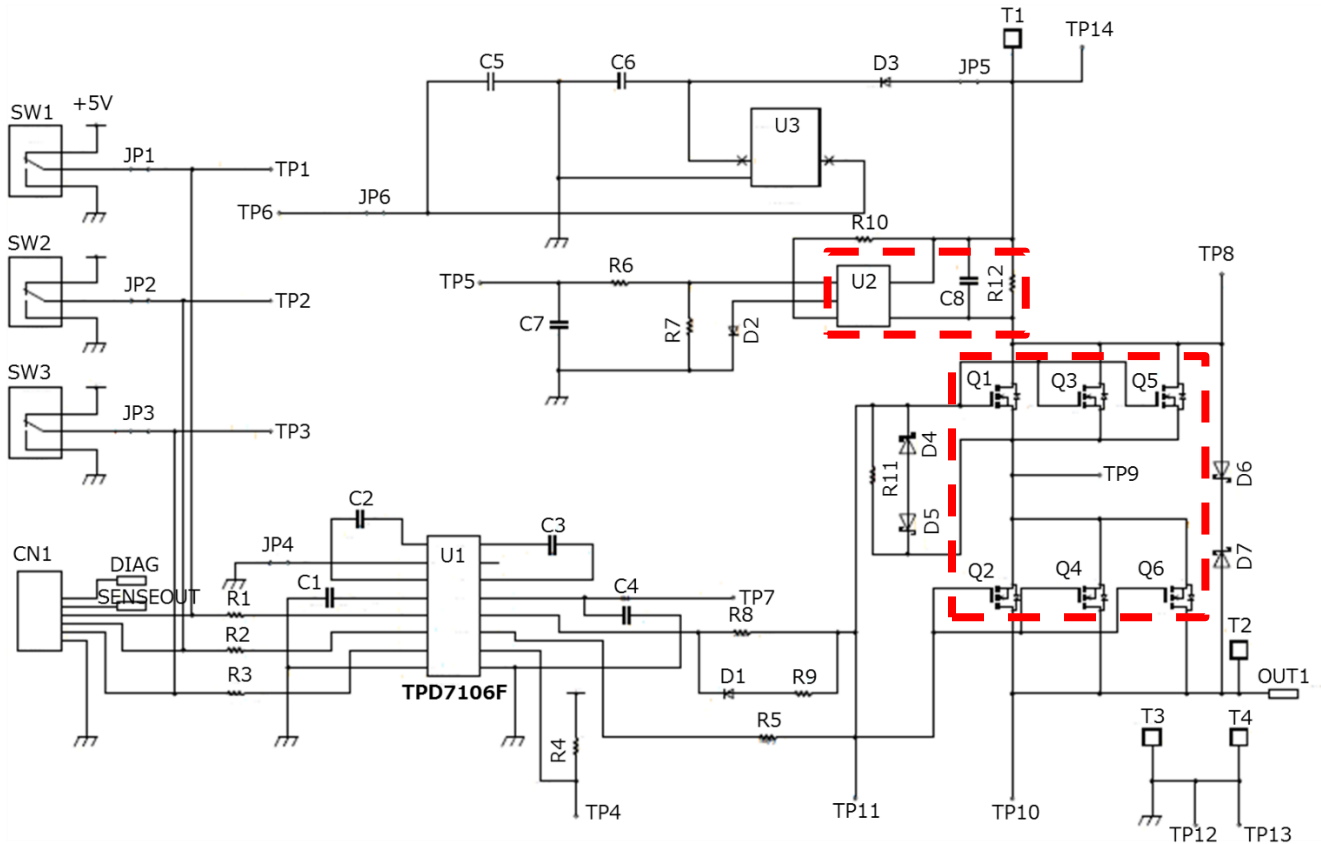 T1
TP14
C5
C6
D3
JP5
SW1
+5V
U3
JP1
TP1
JP6
TP6
R10
SW2
TP8
JP2
TP2
TP5
R6
U2
C8
R12
C7
R7
D2
SW3
JP3
TP3
Q1
Q3
Q5
D4
R11
D5
TP9
D6
C2
C3
CN1
DIAG
JP4
U1
C1
C4
Q2
Q4
Q6
D7
SENSEOUT
R1
TP7
R8
R2
T2
R3
TPD7106F
D1
R9
OUT1
R5
T3
T4
R4
TP4
TP11
TP10
TP12
TP13